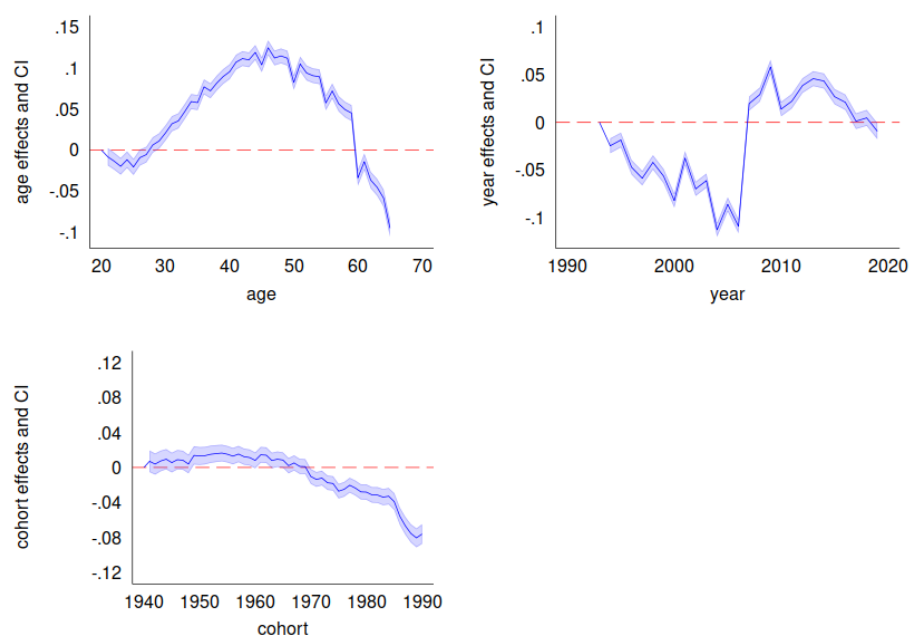 age effects and CI
.15
.1
.05
0
-.05
-.1
20 30 40 50 60 70
age
year effects and CI
.1
.05
0
-.05
-.1
1990 2000 2010 2020
year
cohort effects and CI
.12
.08
.04
0
-.04
-.08
-.12
1940 1950 1960 1970 1980 1990
cohort